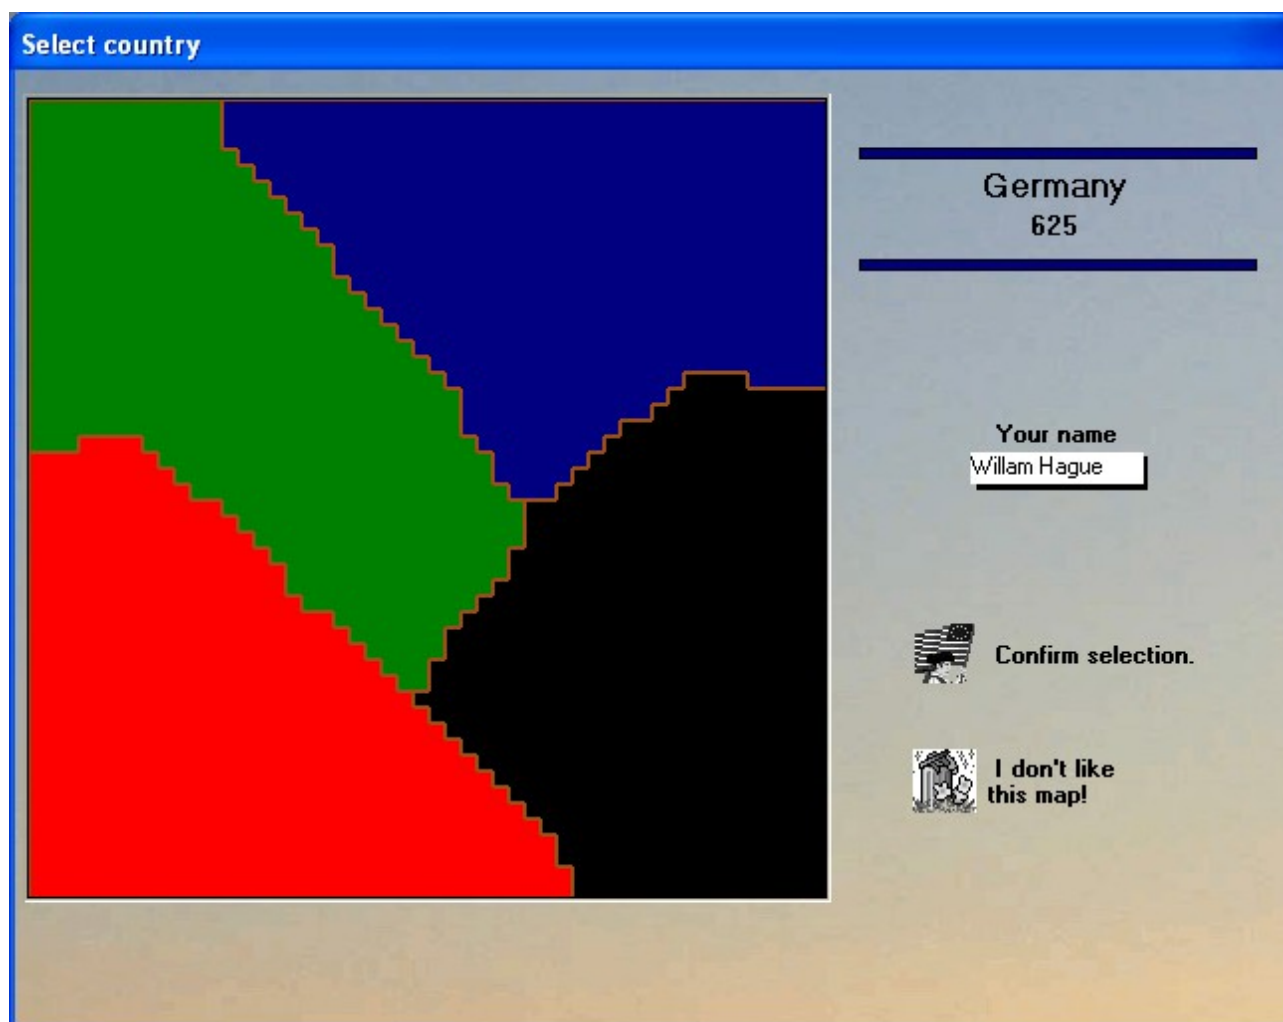 Select country
Germany
625
Your name
Willam Hague
Confirm selection.
I don't like
this map!